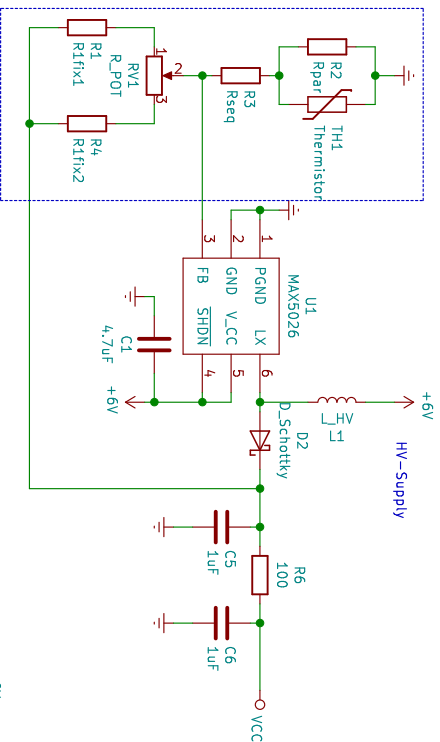 HV-Supply
+6V
L_HV
L1
R2
Rpar
TH1
Thermistor
R3
Rseq
1
RV1
R_POT
2
3
R1
R1fix1
R4
R1fix2
U1
MAX5026
1
PGND
2
GND
3
FB
LX
6
V_CC
5
SHDN
4
C1
4.7uF
+6V
D2
D_Schottky
C5
1uF
R6
100
C6
1uF
VCC